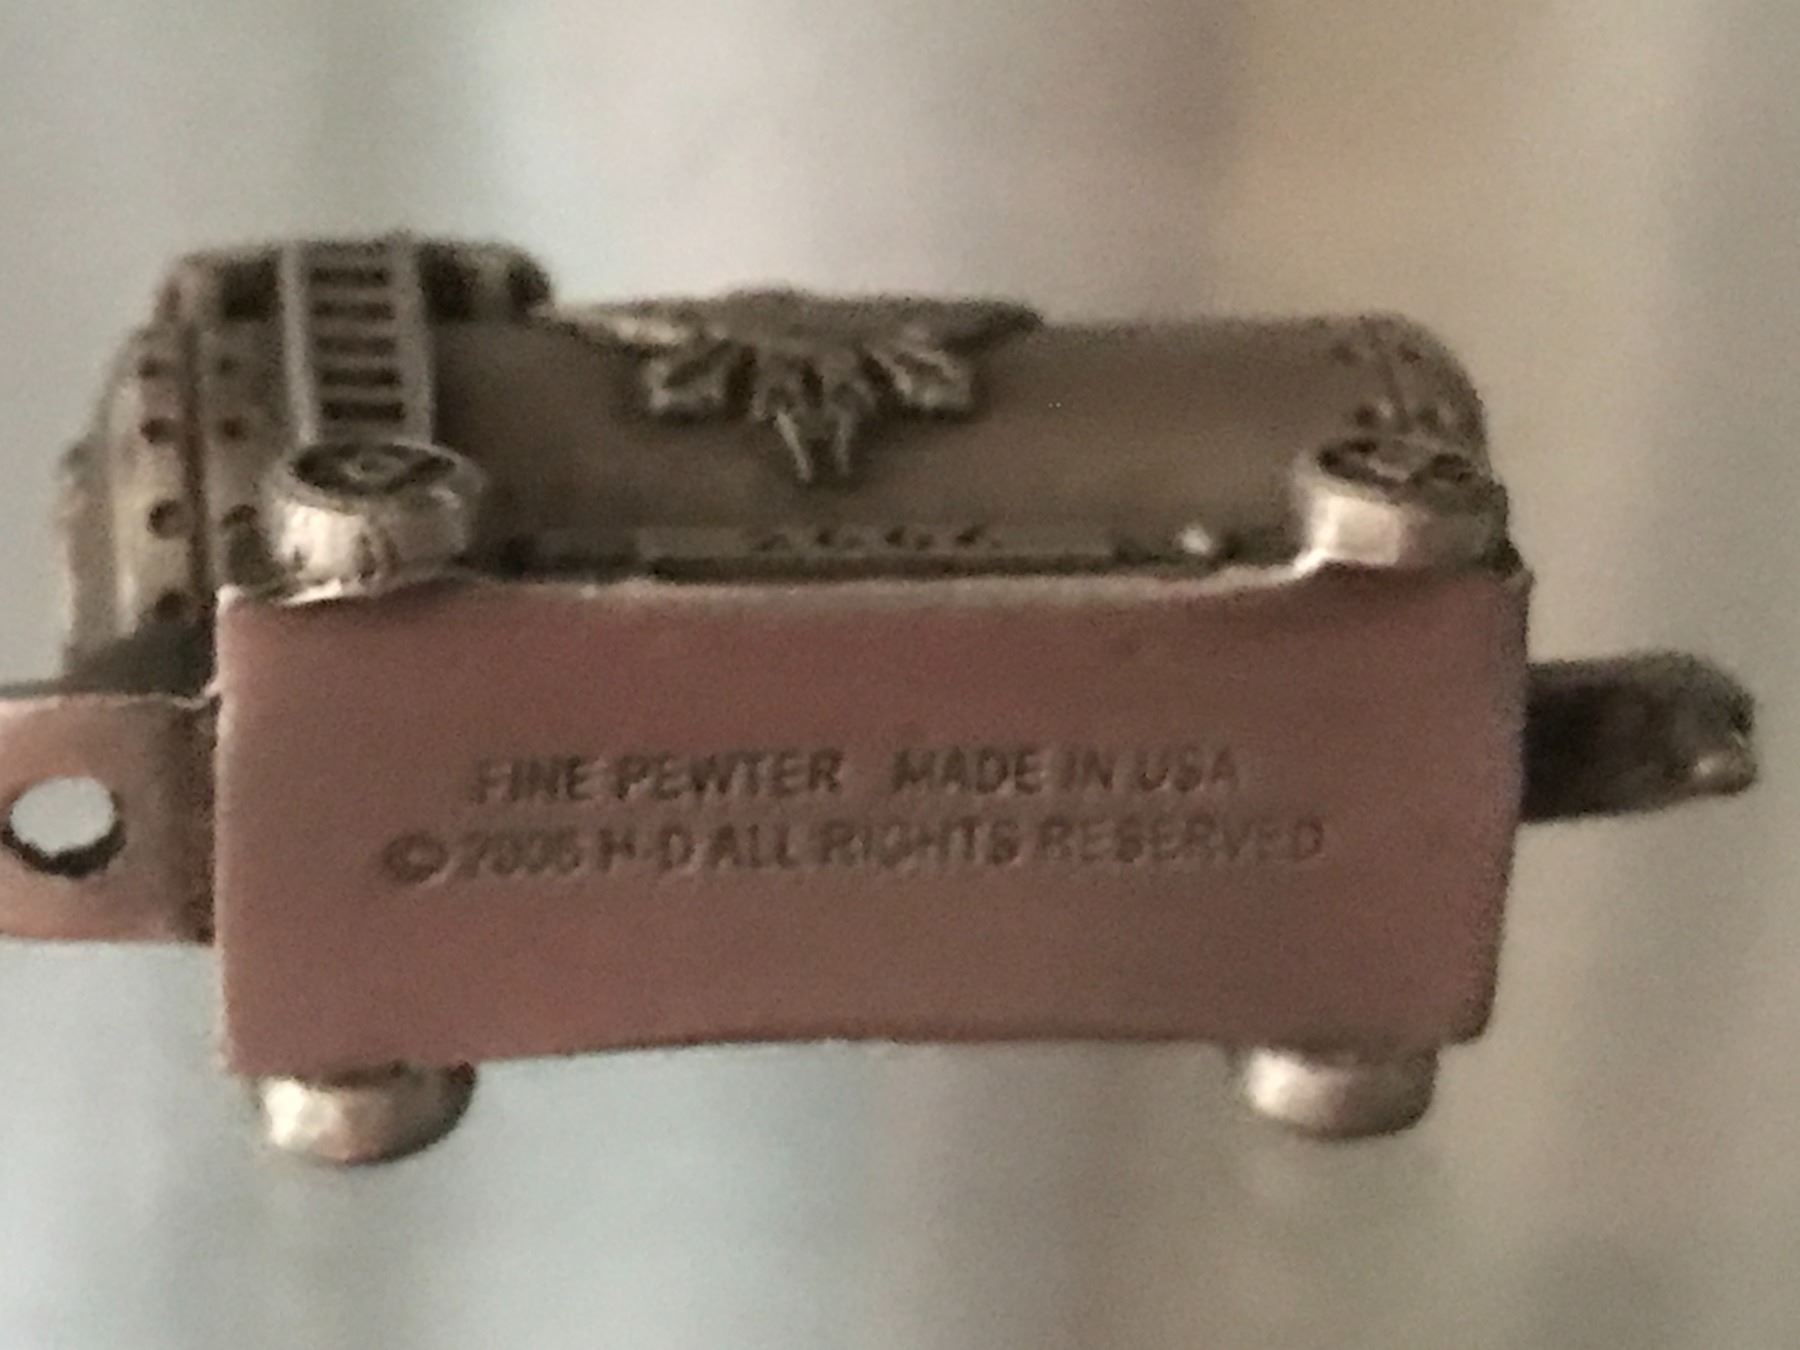 FINE PEWTER MADE IN USA
© 2006 H-D ALL RIGHTS RESERVED